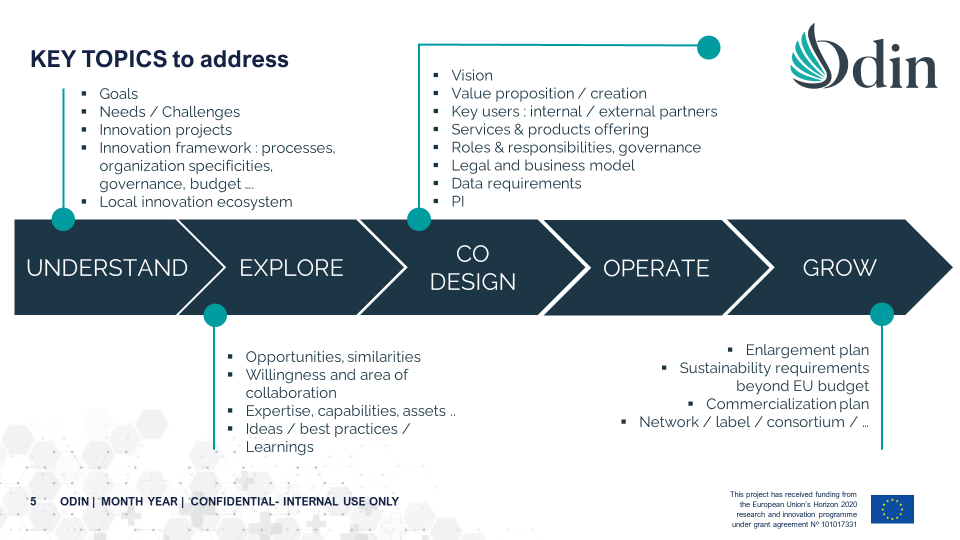 KEY TOPICS to address
Odin
▪ Goals
▪ Needs / Challenges
▪ Innovation projects
▪ Innovation framework : processes,
organization specificities,
governance, budget ....
▪ Local innovation ecosystem
▪ Vision
▪ Value proposition / creation
▪ Key users : internal / external partners
▪ Services & products offering
▪ Roles & responsibilities, governance
▪ Legal and business model
▪ Data requirements
▪ PI
UNDERSTAND
EXPLORE
CO
DESIGN
OPERATE
GROW
▪ Opportunities, similarities
▪ Willingness and area of
collaboration
▪ Expertise, capabilities, assets ..
▪ Ideas / best practices /
Learnings
▪ Enlargement plan
▪ Sustainability requirements
beyond EU budget
▪ Commercialization plan
▪ Network / label / consortium / ...
5 ODIN | MONTH YEAR | CONFIDENTIAL- INTERNAL USE ONLY
This project has received funding from
the European Union's Horizon 2020
research and innovation programme
under grant agreement Nº 101017331